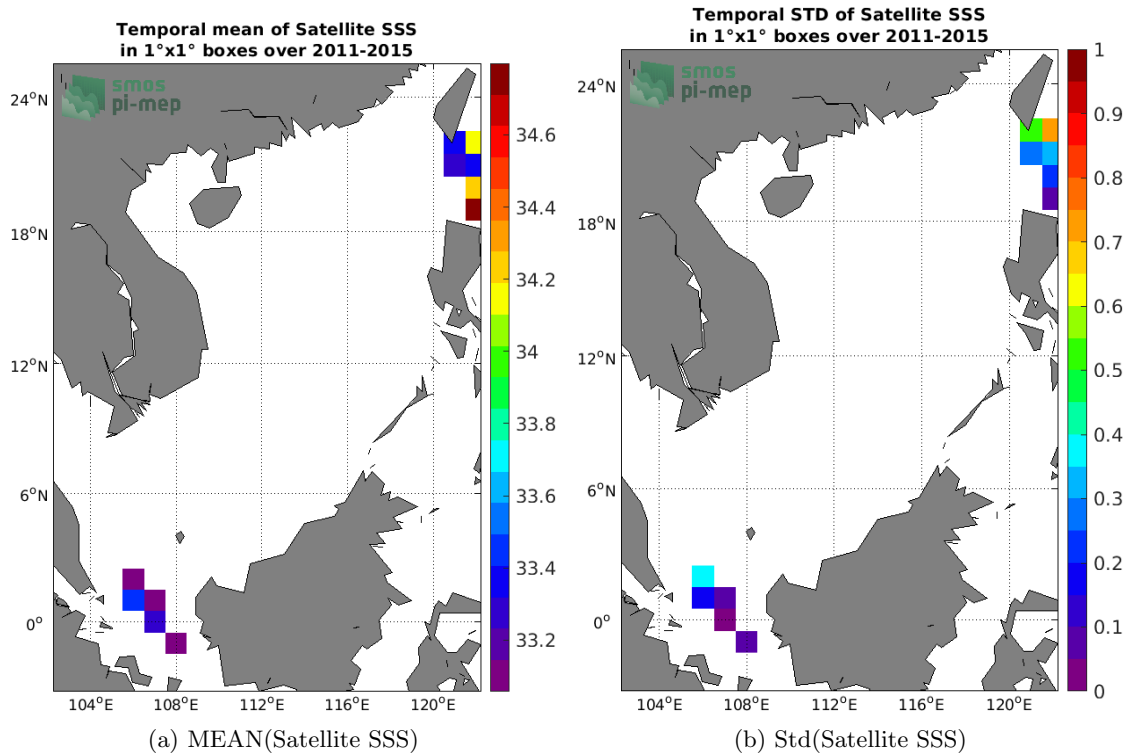 Temporal mean of Satellite SSS
in 1°x1° boxes over 2011-2015
smos
pi-mep
24°N
18°N
12°N
6°N
0°
104°E
108°E
112°E
116°E
120°E
34.6
34.4
34.2
34
33.8
33.6
33.4
33.2
(a) MEAN(Satellite SSS)
Temporal STD of Satellite SSS
in 1°x1° boxes over 2011-2015
smos
pi-mep
24°N
18°N
12°N
6°N
0°
104°E
108°E
112°E
116°E
120°E
1
0.9
0.8
0.7
0.6
0.5
0.4
0.3
0.2
0.1
0
(b) Std(Satellite SSS)